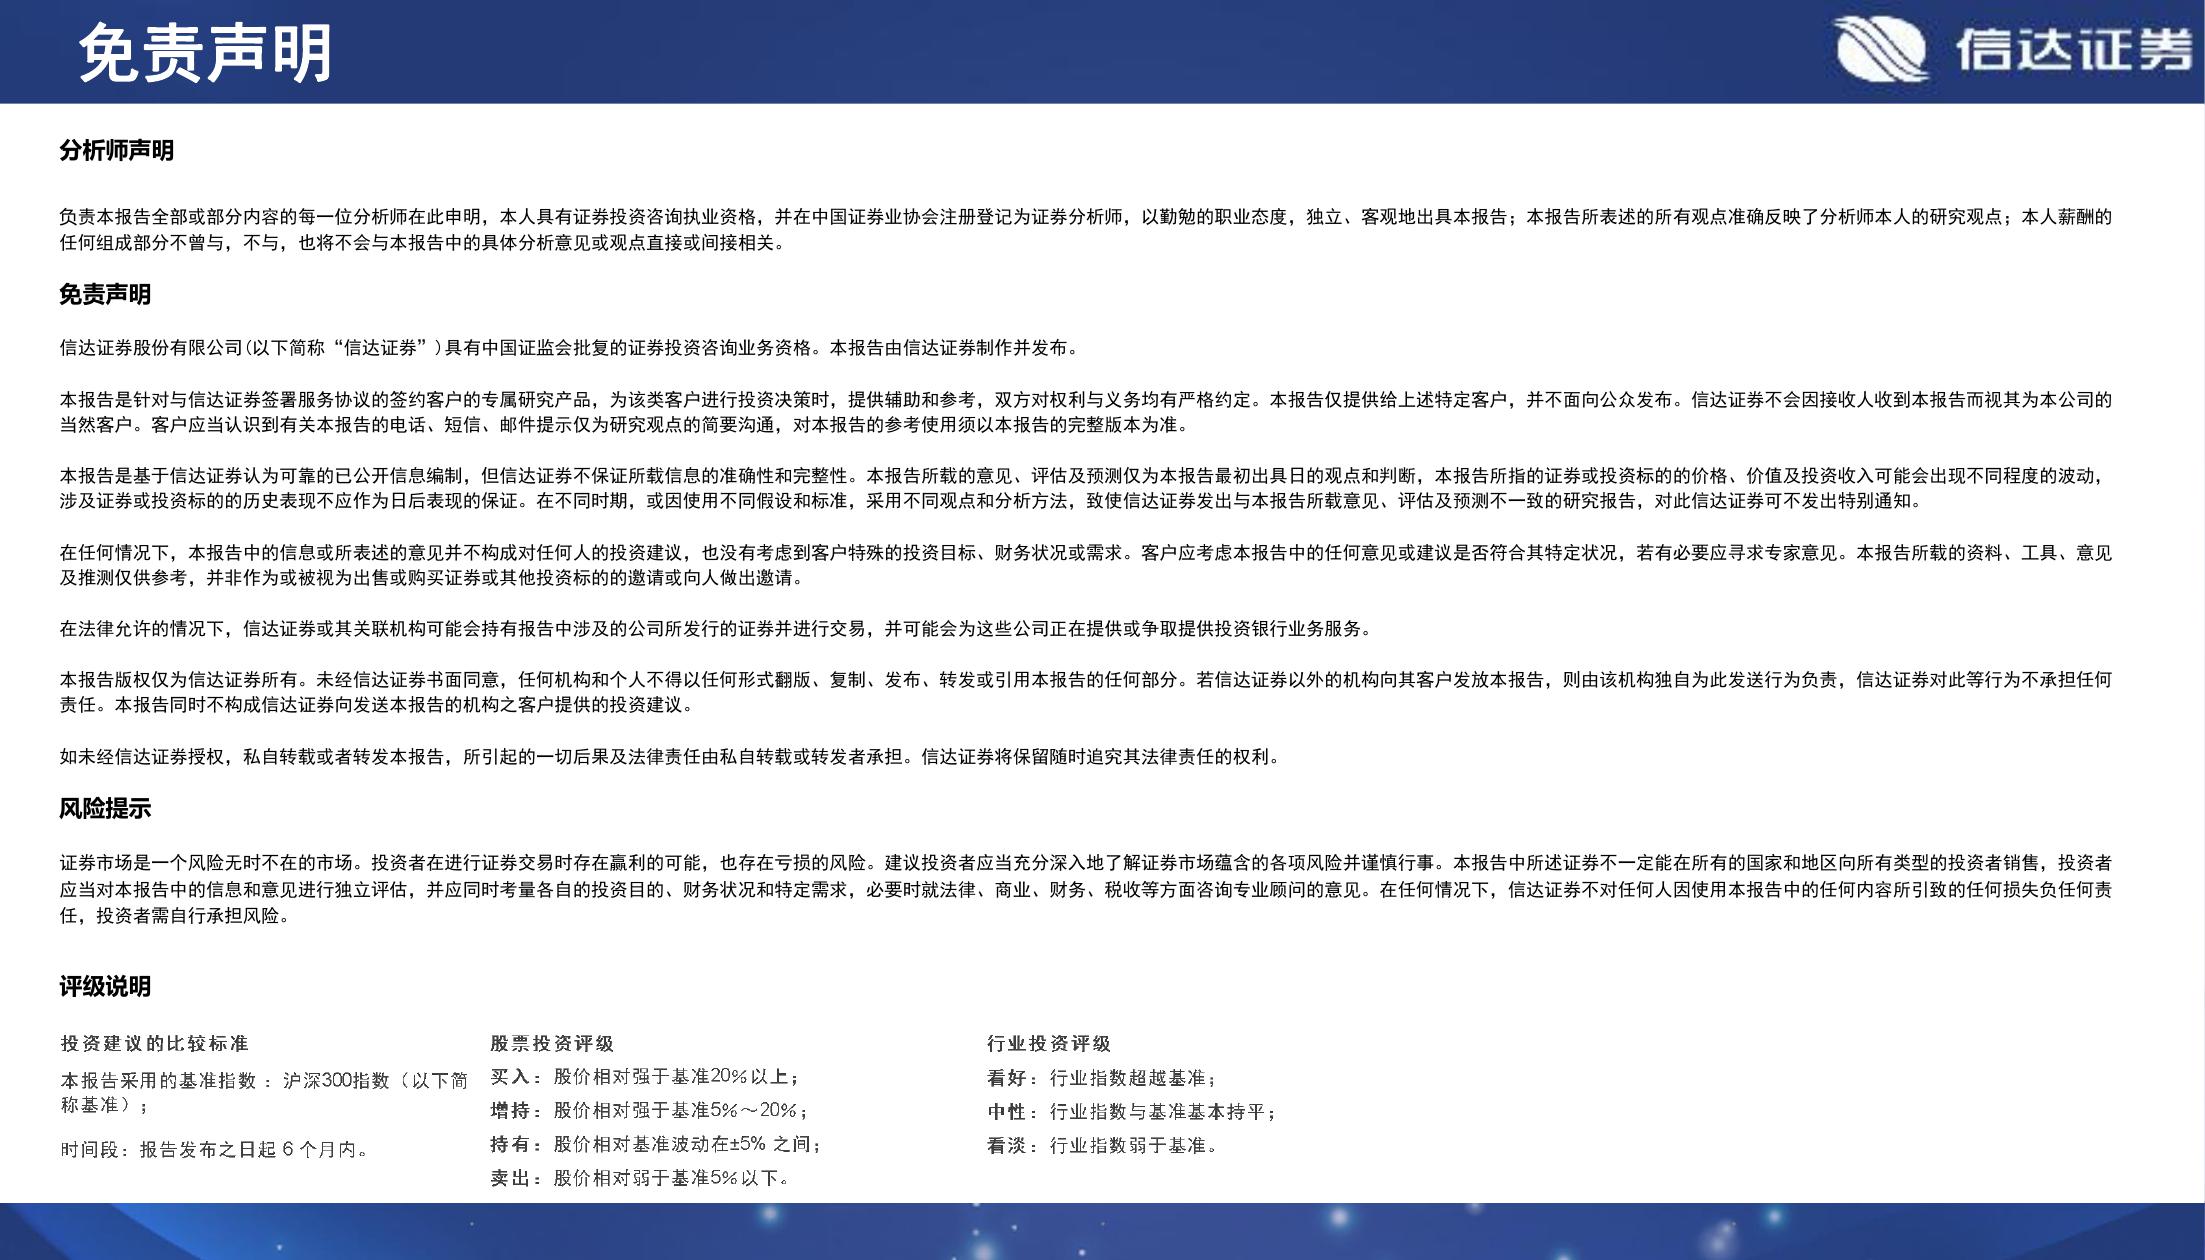 免责声明
信达证券
分析师声明
负责本报告全部或部分内容的每一位分析师在此申明，本人具有证券投资咨询执业资格，并在中国证券业协会注册登记为证券分析师，以勤勉的职业态度，独立、客观地出具本报告；本报告所表述的所有观点准确反映了分析师本人的研究观点；本人薪酬的
任何组成部分不曾与，不与，也将不会与本报告中的具体分析意见或观点直接或间接相关。
免责声明
信达证券股份有限公司(以下简称“信达证券”)具有中国证监会批复的证券投资咨询业务资格。本报告由信达证券制作并发布。
本报告是针对与信达证券签署服务协议的签约客户的专属研究产品，为该类客户进行投资决策时，提供辅助和参考，双方对权利与义务均有严格约定。本报告仅提供给上述特定客户，并不面向公众发布。信达证券不会因接收人收到本报告而视其为本公司的
当然客户。客户应当认识到有关本报告的电话、短信、邮件提示仅为研究观点的简要沟通，对本报告的参考使用须以本报告的完整版本为准。
本报告是基于信达证券认为可靠的已公开信息编制，但信达证券不保证所载信息的准确性和完整性。本报告所载的意见、评估及预测仅为本报告最初出具日的观点和判断，本报告所指的证券或投资标的的价格、价值及投资收入可能会出现不同程度的波动，
涉及证券或投资标的的历史表现不应作为日后表现的保证。在不同时期，或因使用不同假设和标准，采用不同观点和分析方法，致使信达证券发出与本报告所载意见、评估及预测不一致的研究报告，对此信达证券可不发出特别通知。
在任何情况下，本报告中的信息或所表述的意见并不构成对任何人的投资建议，也没有考虑到客户特殊的投资目标、财务状况或需求。客户应考虑本报告中的任何意见或建议是否符合其特定状况，若有必要应寻求专家意见。本报告所载的资料、工具、意见
及推测仅供参考，并非作为或被视为出售或购买证券或其他投资标的的邀请或向人做出邀请。
在法律允许的情况下，信达证券或其关联机构可能会持有报告中涉及的公司所发行的证券并进行交易，并可能会为这些公司正在提供或争取提供投资银行业务服务。
本报告版权仅为信达证券所有。未经信达证券书面同意，任何机构和个人不得以任何形式翻版、复制、发布、转发或引用本报告的任何部分。若信达证券以外的机构向其客户发放本报告，则由该机构独自为此发送行为负责，信达证券对此等行为不承担任何
责任。本报告同时不构成信达证券向发送本报告的机构之客户提供的投资建议。
如未经信达证券授权，私自转载或者转发本报告，所引起的一切后果及法律责任由私自转载或转发者承担。信达证券将保留随时追究其法律责任的权利。
风险提示
证券市场是一个风险无时不在的市场。投资者在进行证券交易时存在赢利的可能，也存在亏损的风险。建议投资者应当充分深入地了解证券市场蕴含的各项风险并谨慎行事。本报告中所述证券不一定能在所有的国家和地区向所有类型的投资者销售，投资者
应当对本报告中的信息和意见进行独立评估，并应同时考量各自的投资目的、财务状况和特定需求，必要时就法律、商业、财务、税收等方面咨询专业顾问的意见。在任何情况下，信达证券不对任何人因使用本报告中的任何内容所引致的任何损失负任何责
任，投资者需自行承担风险。
评级说明
投资建议的比较标准
本报告采用的基准指数：沪深300指数（以下简
称基准）；
时间段：报告发布之日起 6 个月内。
股票投资评级
买入：股价相对强于基准20%以上；
增持：股价相对强于基准5%～20%；
持有：股价相对基准波动在±5% 之间；
卖出：股价相对弱于基准5%以下。
行业投资评级
看好：行业指数超越基准；
中性：行业指数与基准基本持平；
看淡：行业指数弱于基准。